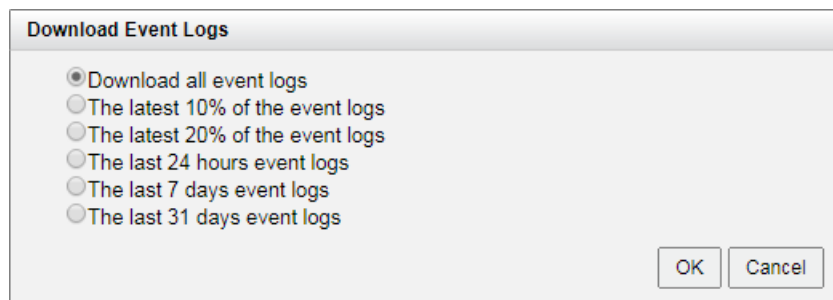 Download Event Logs
Download all event logs
The latest 10% of the event logs
The latest 20% of the event logs
The last 24 hours event logs
The last 7 days event logs
The last 31 days event logs
OK Cancel